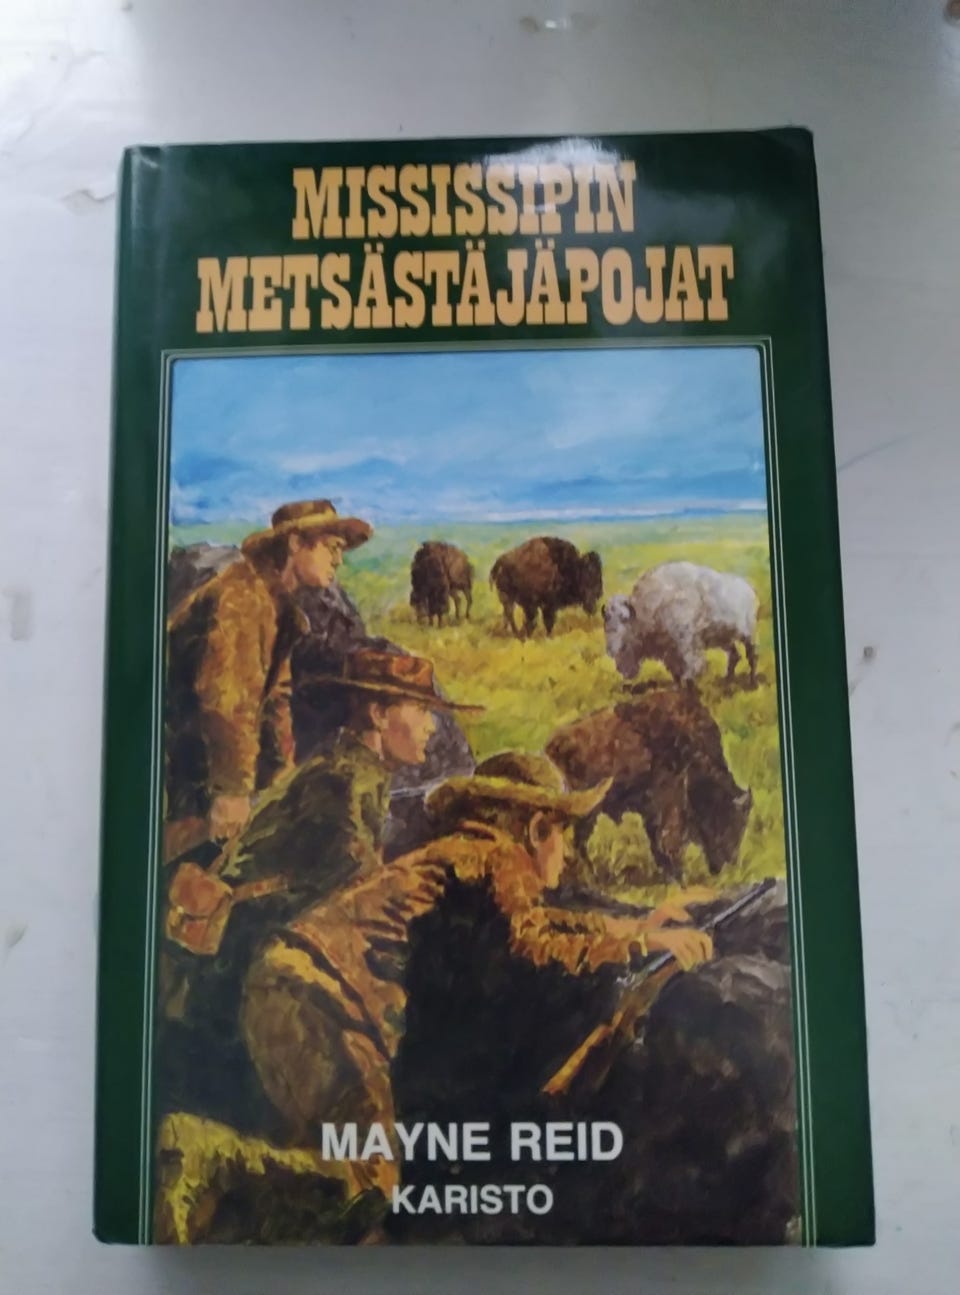 MISSISSIPIN
METSÄSTÄJÄPOJAT
MAYNE REID
KARISTO